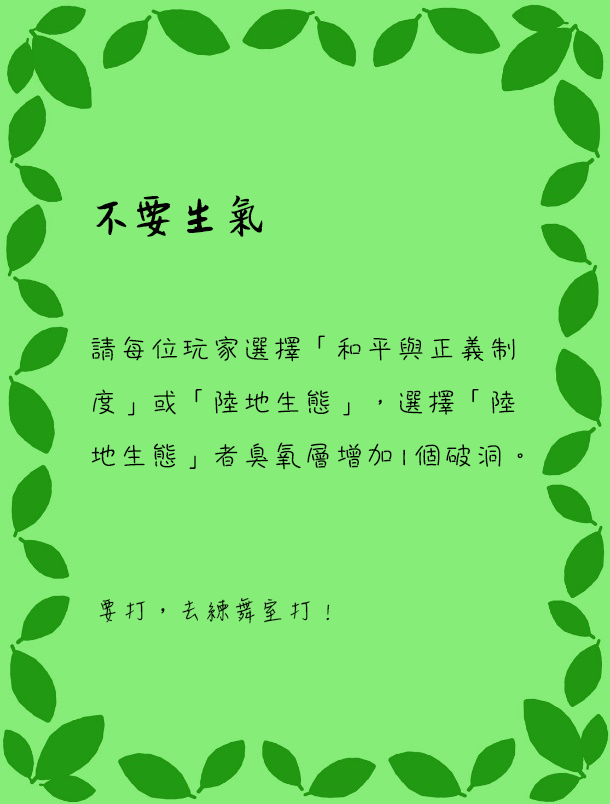 不要生氣
請每位玩家選擇「和平與正義制
度」或「陸地生態」，選擇「陸
地生態」者臭氧層增加1個破洞。
要打，去練舞室打！